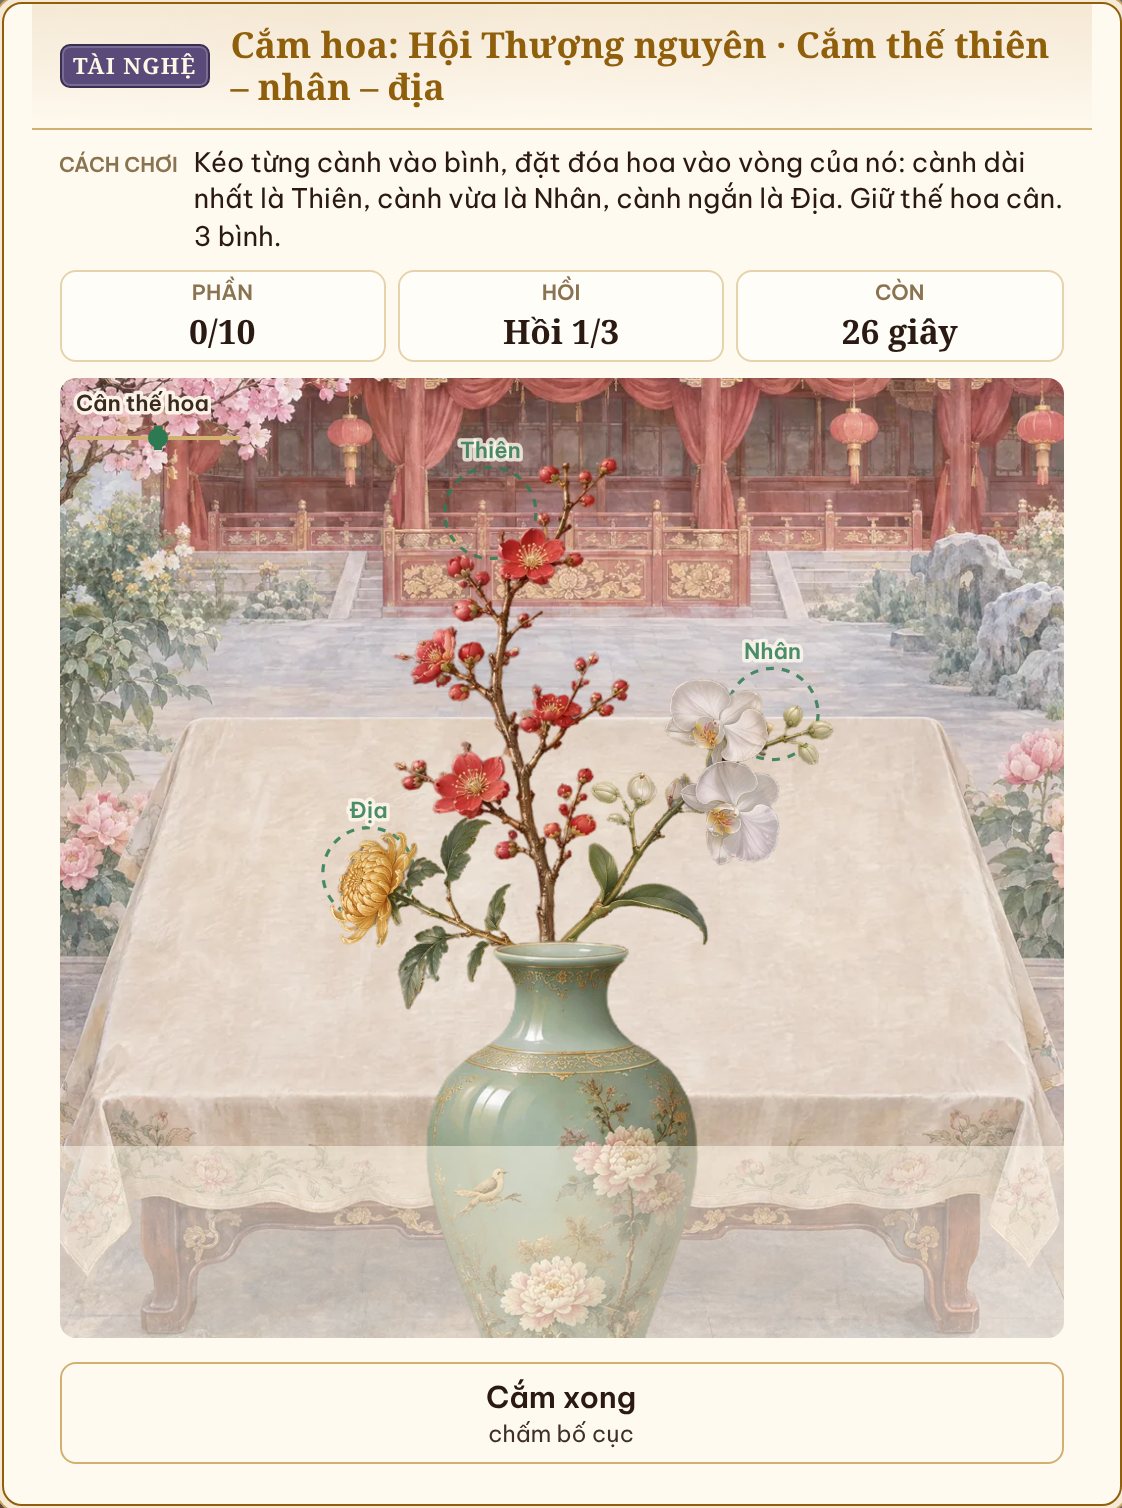 TÀI NGHỆ
Cắm hoa: Hội Thượng nguyên · Cắm thế thiên
– nhân – địa
CÁCH CHƠI
Kéo từng cành vào bình, đặt đóa hoa vào vòng của nó: cành dài
nhất là Thiên, cành vừa là Nhân, cành ngắn là Địa. Giữ thế hoa cân.
3 bình.
PHẦN
0/10
HỒI
Hồi 1/3
CÒN
26 giây
Cân thế hoa
Thiên
Nhân
Địa
Cắm xong
chấm bố cục